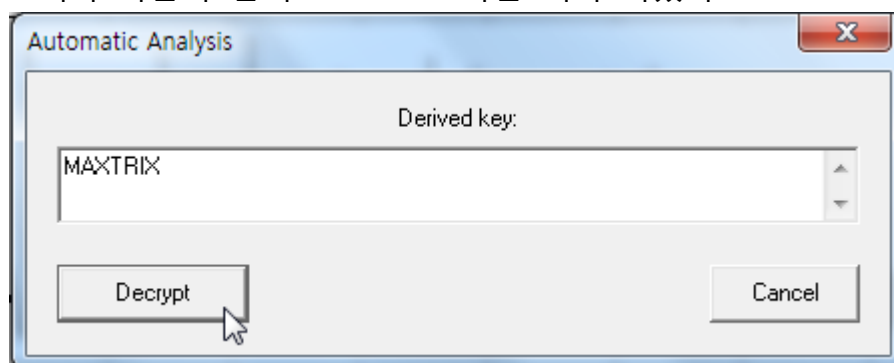 Automatic Analysis
Derived key:
MAXTRIX
Decrypt
Cancel